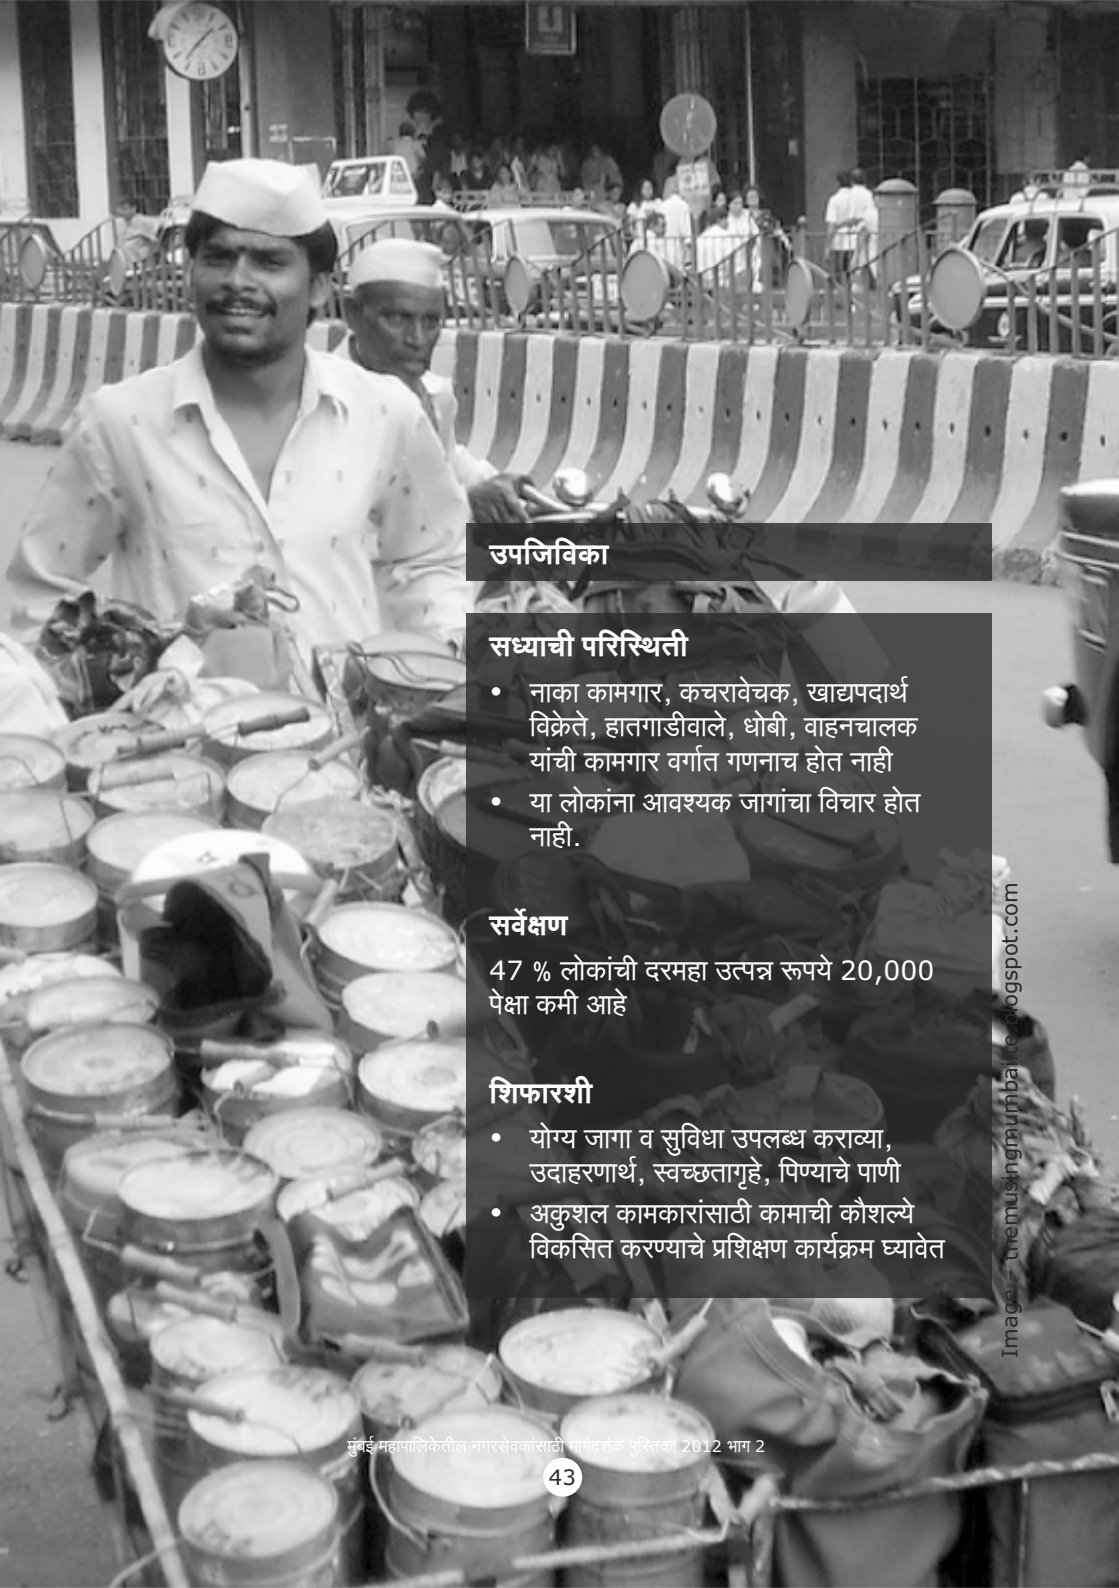 उपजिविका
सध्याची परिस्थिती
• नाका कामगार, कचरावेचक, खाद्यपदार्थ
विक्रेते, हातगाडीवाले, धोबी, वाहनचालक
यांची कामगार वर्गात गणनाच होत नाही
• या लोकांना आवश्यक जागांचा विचार होत
नाही.
सर्वेक्षण
47 % लोकांची दरमहा उत्पन्न रूपये 20,000
पेक्षा कमी आहे
शिफारशी
• योग्य जागा व सुविधा उपलब्ध कराव्या,
उदाहरणार्थ, स्वच्छतागृहे, पिण्याचे पाणी
• अकुशल कामकारांसाठी कामाची कौशल्ये
विकसित करण्याचे प्रशिक्षण कार्यक्रम घ्यावेत
Image – themusingmumbaiite.blogspot.com
मुंबई महापालिकेतील नगरसेवकांसाठी मार्गदर्शक पुस्तिका 2012 भाग 2
43